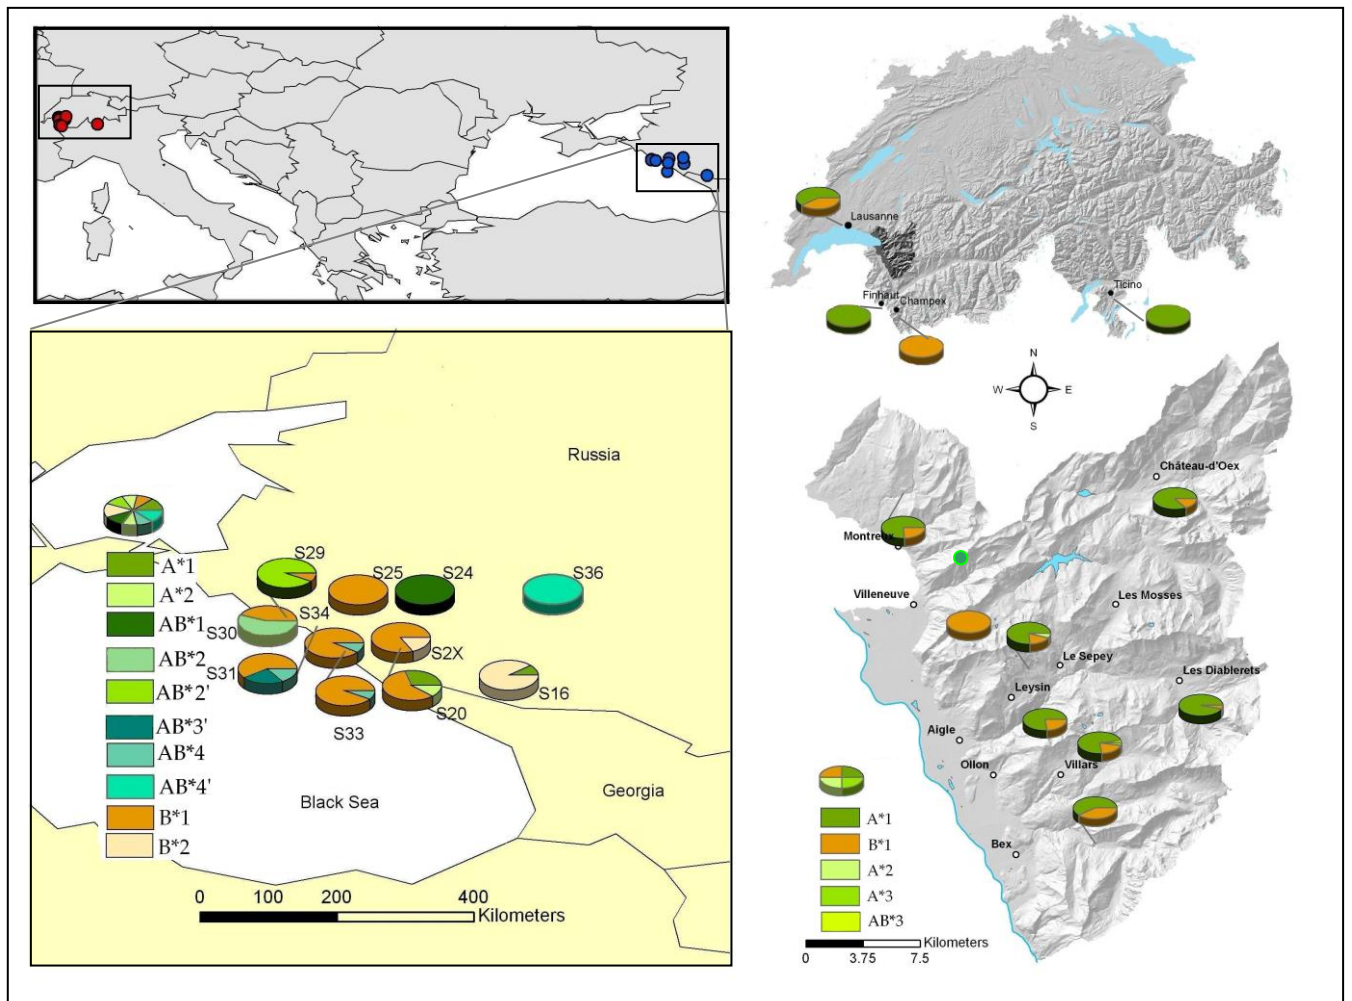 Russia
S29
S25
S24
S36
S34
S30
S2X
S31
S16
S20
S33
Black Sea
Georgia
A*1
A*2
AB*1
AB*2
AB*2'
AB*3'
AB*4
AB*4'
B*1
B*2
0 100 200 400
Kilometers
Lausanne
Finhaut
Champex
Ticino
N
W E
S
Château-d'Oex
Montreux
Villeneuve
Les Mosses
Le Sepey
Les Diablerets
Leysin
Aigle
Ollon
Villars
Bex
A*1
B*1
A*2
A*3
AB*3
Kilometers
0 3.75 7.5